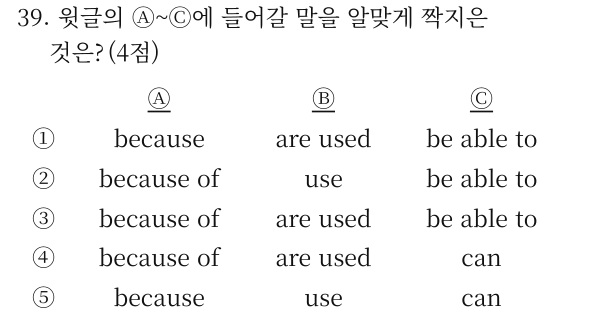 39. 윗글의 Ⓐ~Ⓒ에 들어갈 말을 알맞게 짝지은
것은? (4점)
Ⓐ Ⓑ Ⓒ
① because are used be able to
② because of use be able to
③ because of are used be able to
④ because of are used can
⑤ because use can